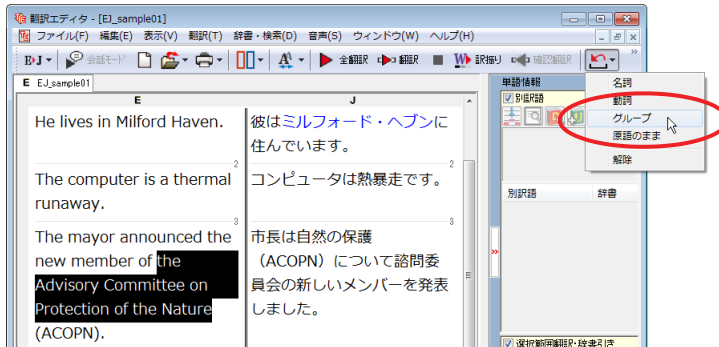 翻訳エディタ - [EJ_sample01]
ファイル(F) 編集(E) 表示(V) 翻訳(T) 辞書・検索(D) 音声(S) ウィンドウ(W) ヘルプ(H)
E▸J 会話モード 全翻訳 翻訳 訳振り 確認翻訳
E EJ_sample01
E J
He lives in Milford Haven.
彼はミルフォード・ヘブンに
住んでいます。
2 2
The computer is a thermal
runaway.
コンピュータは熱暴走です。
3 3
The mayor announced the
new member of the
Advisory Committee on
Protection of the Nature
(ACOPN).
市長は自然の保護
（ACOPN）について諮問委
員会の新しいメンバーを発表
しました。
単語情報
別訳語
別訳語 辞書
選択範囲翻訳・辞書引き
名詞
動詞
グループ
原語のまま
解除